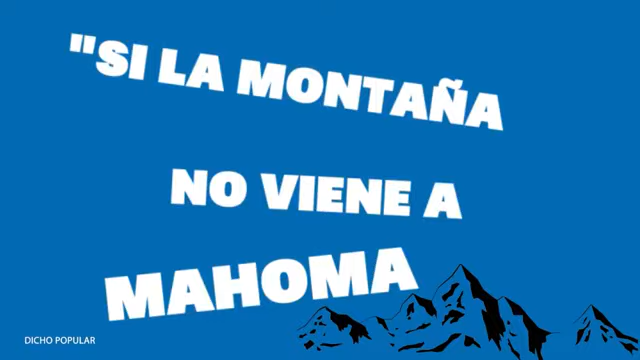 "SI LA MONTAÑA
NO VIENE A
MAHOMA
DICHO POPULAR